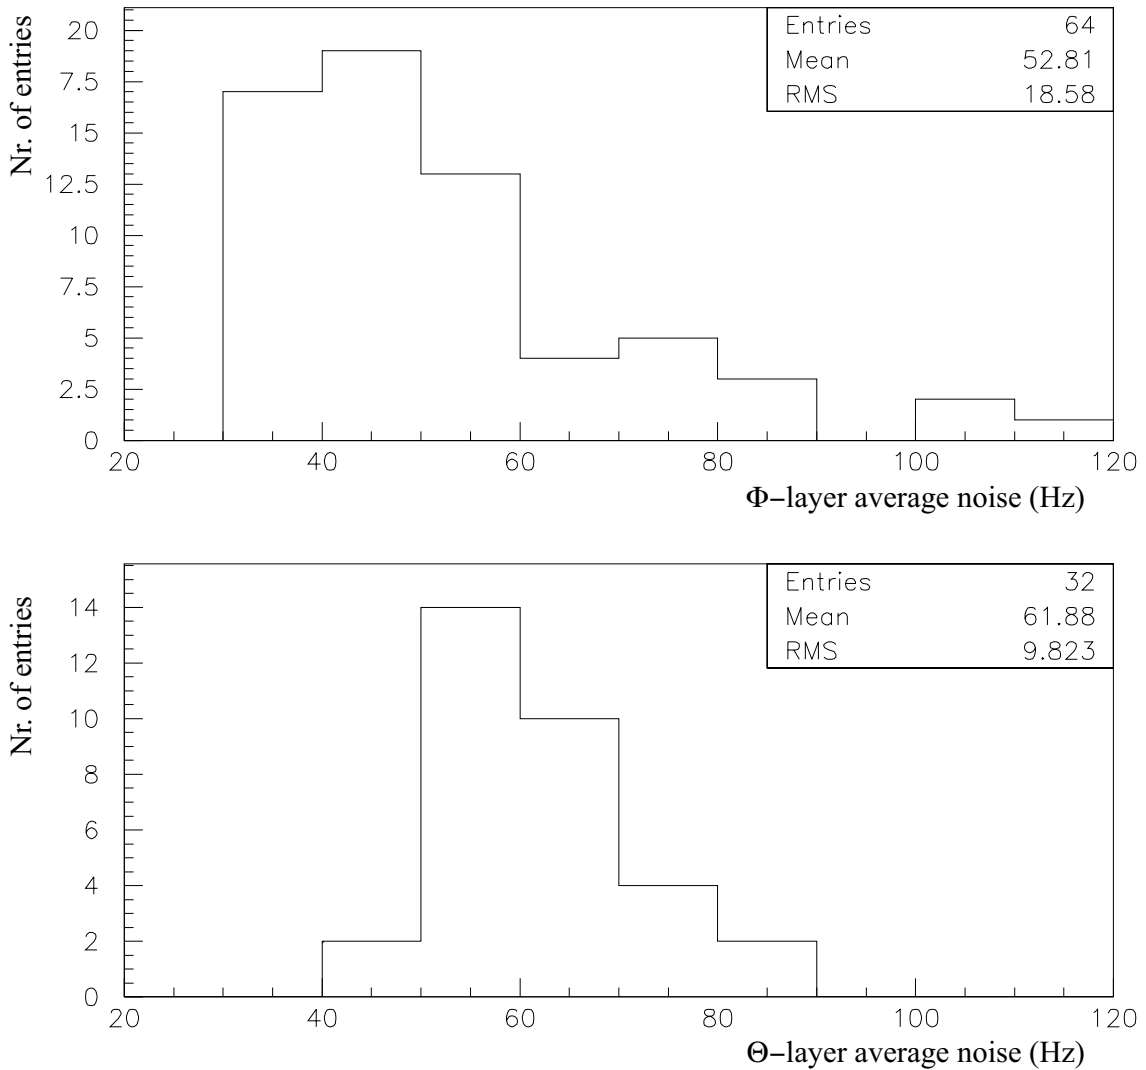 Nr. of entries
20
17.5
15
12.5
10
7.5
5
2.5
0
Entries 64
Mean 52.81
RMS 18.58
20 40 60 80 100 120
Φ−layer average noise (Hz)
Nr. of entries
14
12
10
8
6
4
2
0
Entries 32
Mean 61.88
RMS 9.823
20 40 60 80 100 120
Θ−layer average noise (Hz)